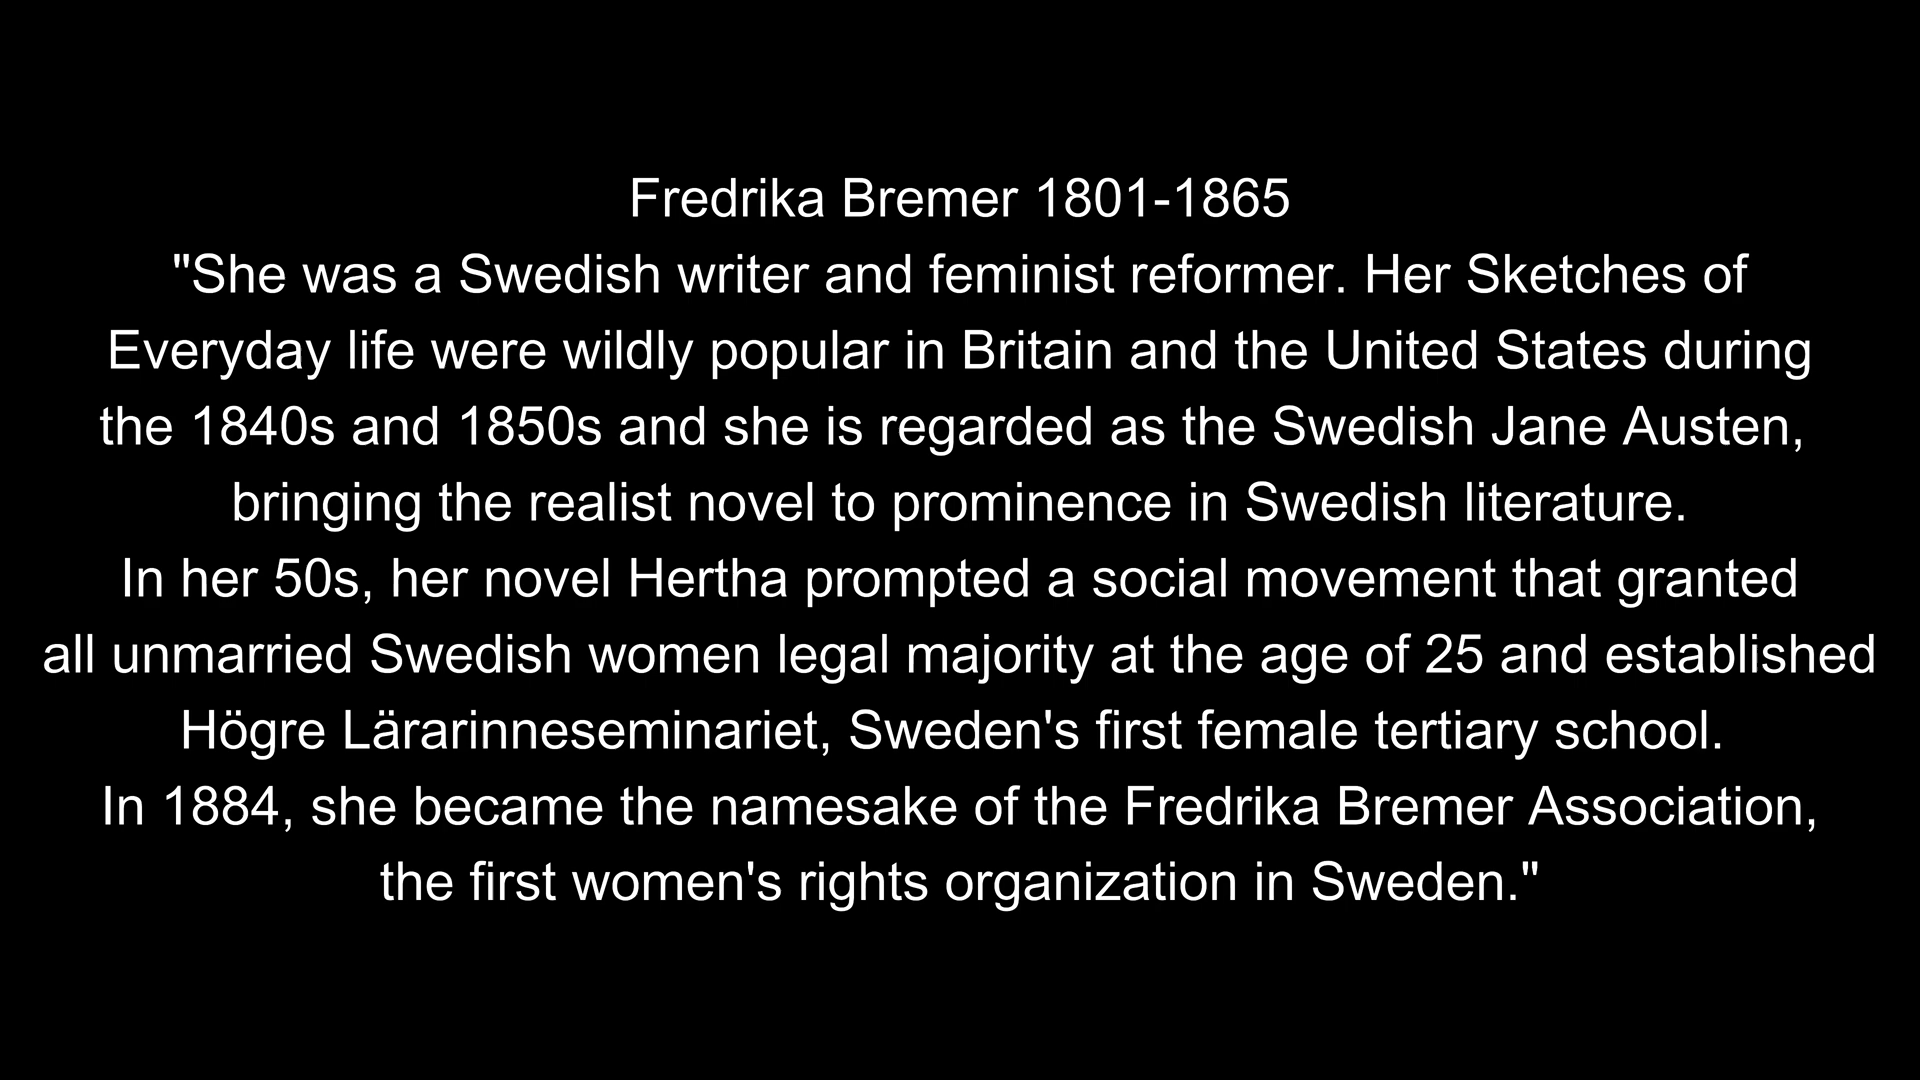 Fredrika Bremer 1801-1865
"She was a Swedish writer and feminist reformer. Her Sketches of
Everyday life were wildly popular in Britain and the United States during
the 1840s and 1850s and she is regarded as the Swedish Jane Austen,
bringing the realist novel to prominence in Swedish literature.
In her 50s, her novel Hertha prompted a social movement that granted
all unmarried Swedish women legal majority at the age of 25 and established
Högre Lärarinneseminariet, Sweden's first female tertiary school.
In 1884, she became the namesake of the Fredrika Bremer Association,
the first women's rights organization in Sweden."